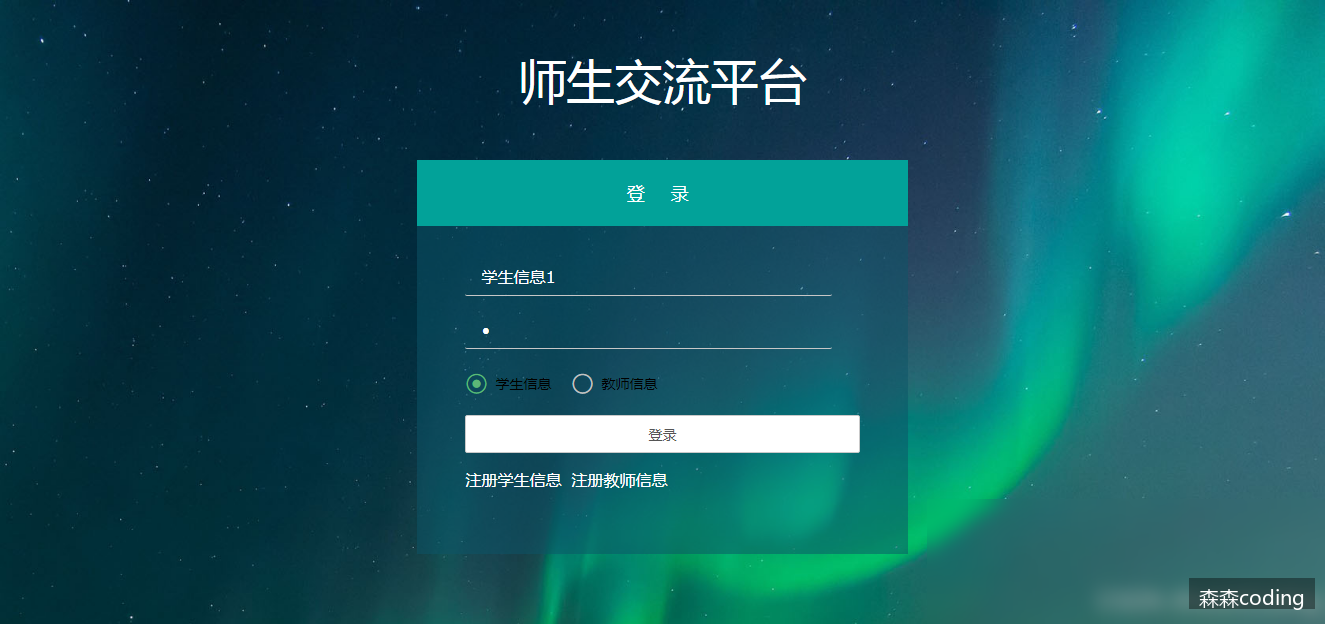 师生交流平台
登 录
学生信息1
•
学生信息 教师信息
登录
注册学生信息 注册教师信息
森森coding